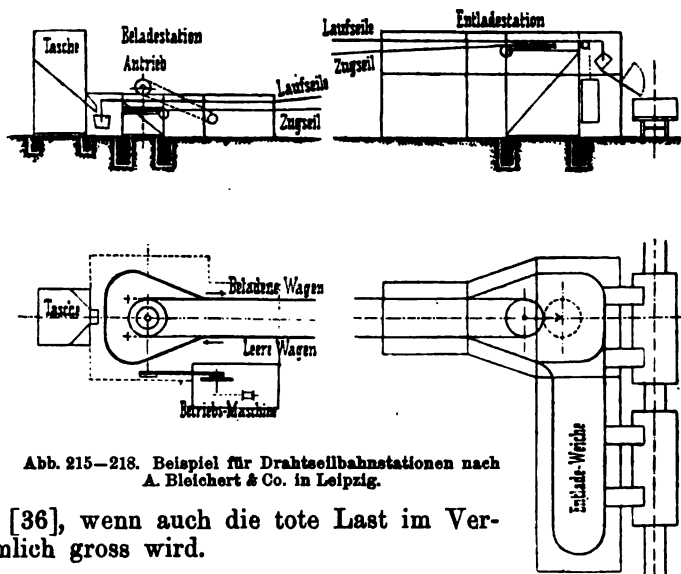 Tasche
Beladestation
Antrieb
Laufseile
Zugseil
Entladestation
Laufseile
Zugseil
Tasche
Beladene Wagen
Leere Wagen
Betriebs-Maschine
Entlade-Weiche
Abb. 215—218. Beispiel für Drahtseilbahnstationen nach
A. Bleichert & Co. in Leipzig.
[36], wenn auch die tote Last im Ver-
mlich gross wird.